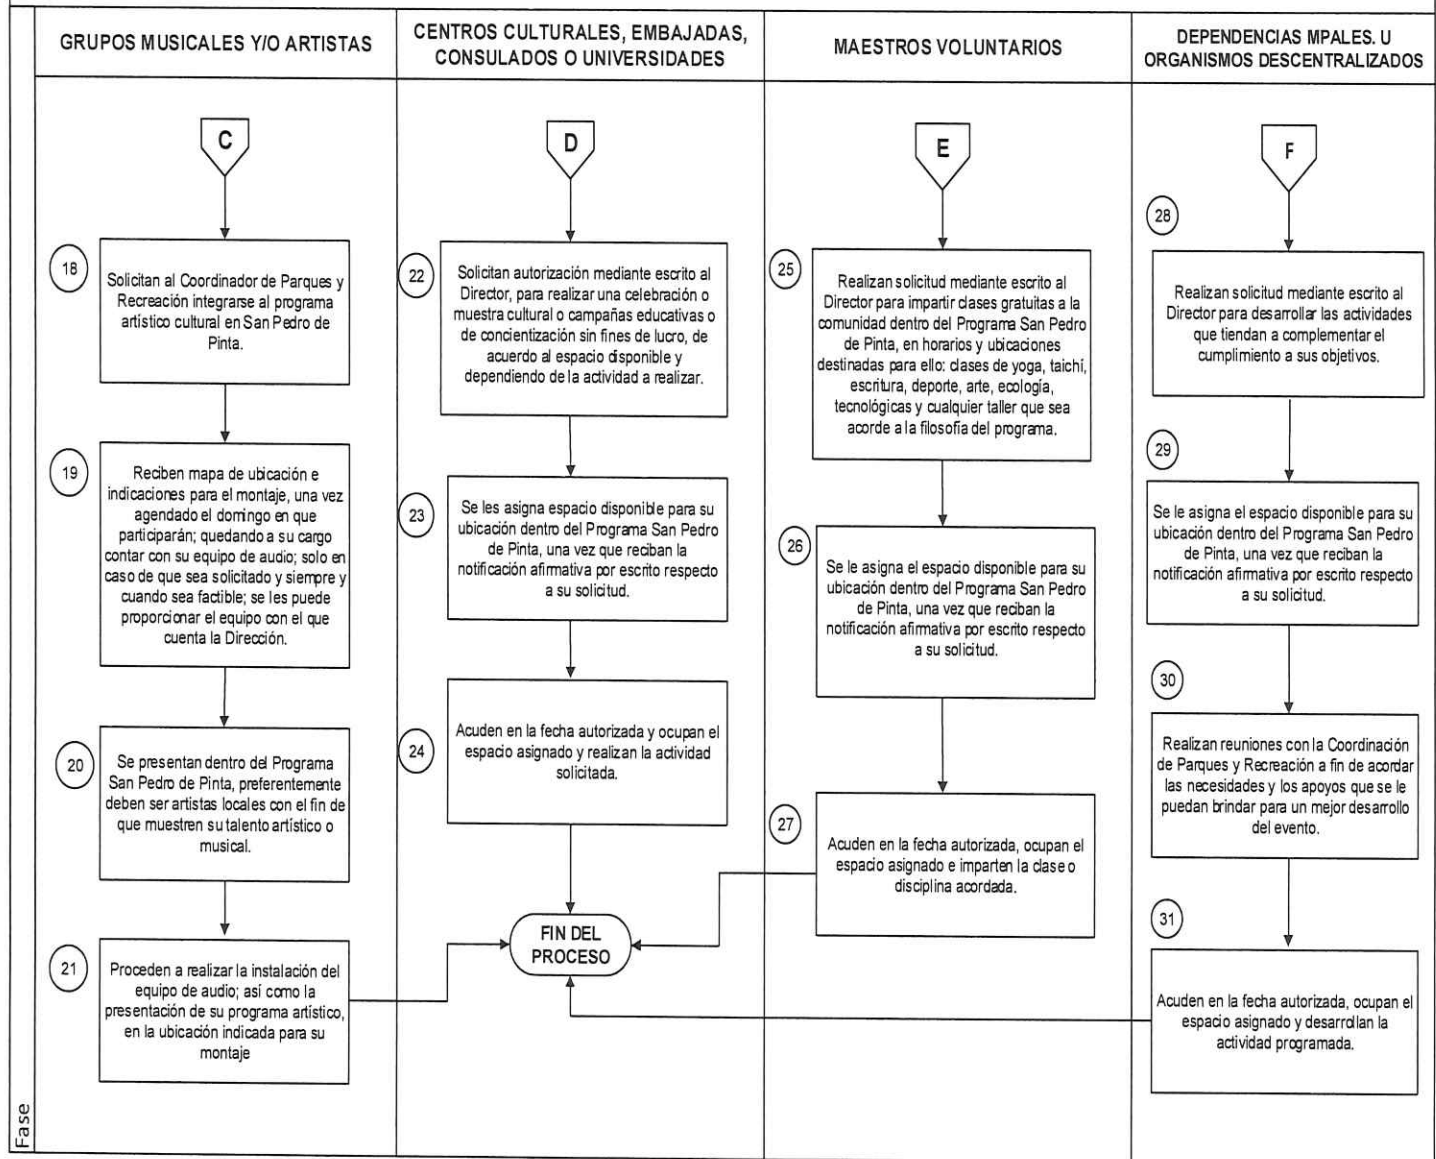 GRUPOS MUSICALES Y/O ARTISTAS
CENTROS CULTURALES, EMBAJADAS,
CONSULADOS O UNIVERSIDADES
MAESTROS VOLUNTARIOS
DEPENDENCIAS MPALES. U
ORGANISMOS DESCENTRALIZADOS
C
18
Solicitan al Coordinador de Parques y
Recreación integrarse al programa
artístico cultural en San Pedro de
Pinta.
19
Reciben mapa de ubicación e
indicaciones para el montaje, una vez
agendado el domingo en que
participarán; quedando a su cargo
contar con su equipo de audio; solo en
caso de que sea solicitado y siempre y
cuando sea factible; se les puede
proporcionar el equipo con el que
cuenta la Dirección.
20
Se presentan dentro del Programa
San Pedro de Pinta, preferentemente
deben ser artistas locales con el fin de
que muestren su talento artístico o
musical.
21
Proceden a realizar la instalación del
equipo de audio; así como la
presentación de su programa artístico,
en la ubicación indicada para su
montaje
D
22
Solicitan autorización mediante escrito al
Director, para realizar una celebración o
muestra cultural o campañas educativas o
de concientización sin fines de lucro, de
acuerdo al espacio disponible y
dependiendo de la actividad a realizar.
23
Se les asigna espacio disponible para su
ubicación dentro del Programa San Pedro
de Pinta, una vez que reciban la
notificación afirmativa por escrito respecto
a su solicitud.
24
Acuden en la fecha autorizada y ocupan el
espacio asignado y realizan la actividad
solicitada.
FIN DEL
PROCESO
E
25
Realizan solicitud mediante escrito al
Director para impartir clases gratuitas a la
comunidad dentro del Programa San Pedro
de Pinta, en horarios y ubicaciones
destinadas para ello: clases de yoga, taichí,
escritura, deporte, arte, ecología,
tecnológicas y cualquier taller que sea
acorde a la filosofía del programa.
26
Se le asigna el espacio disponible para su
ubicación dentro del Programa San Pedro
de Pinta, una vez que reciban la
notificación afirmativa por escrito respecto
a su solicitud.
27
Acuden en la fecha autorizada, ocupan el
espacio asignado e imparten la clase o
disciplina acordada.
F
28
Realizan solicitud mediante escrito al
Director para desarrollar las actividades
que tiendan a complementar el
cumplimiento a sus objetivos.
29
Se le asigna el espacio disponible para su
ubicación dentro del Programa San Pedro
de Pinta, una vez que reciban la
notificación afirmativa por escrito respecto
a su solicitud.
30
Realizan reuniones con la Coordinación
de Parques y Recreación a fin de acordar
las necesidades y los apoyos que se le
puedan brindar para un mejor desarrollo
del evento.
31
Acuden en la fecha autorizada, ocupan el
espacio asignado y desarrollan la
actividad programada.
Fase